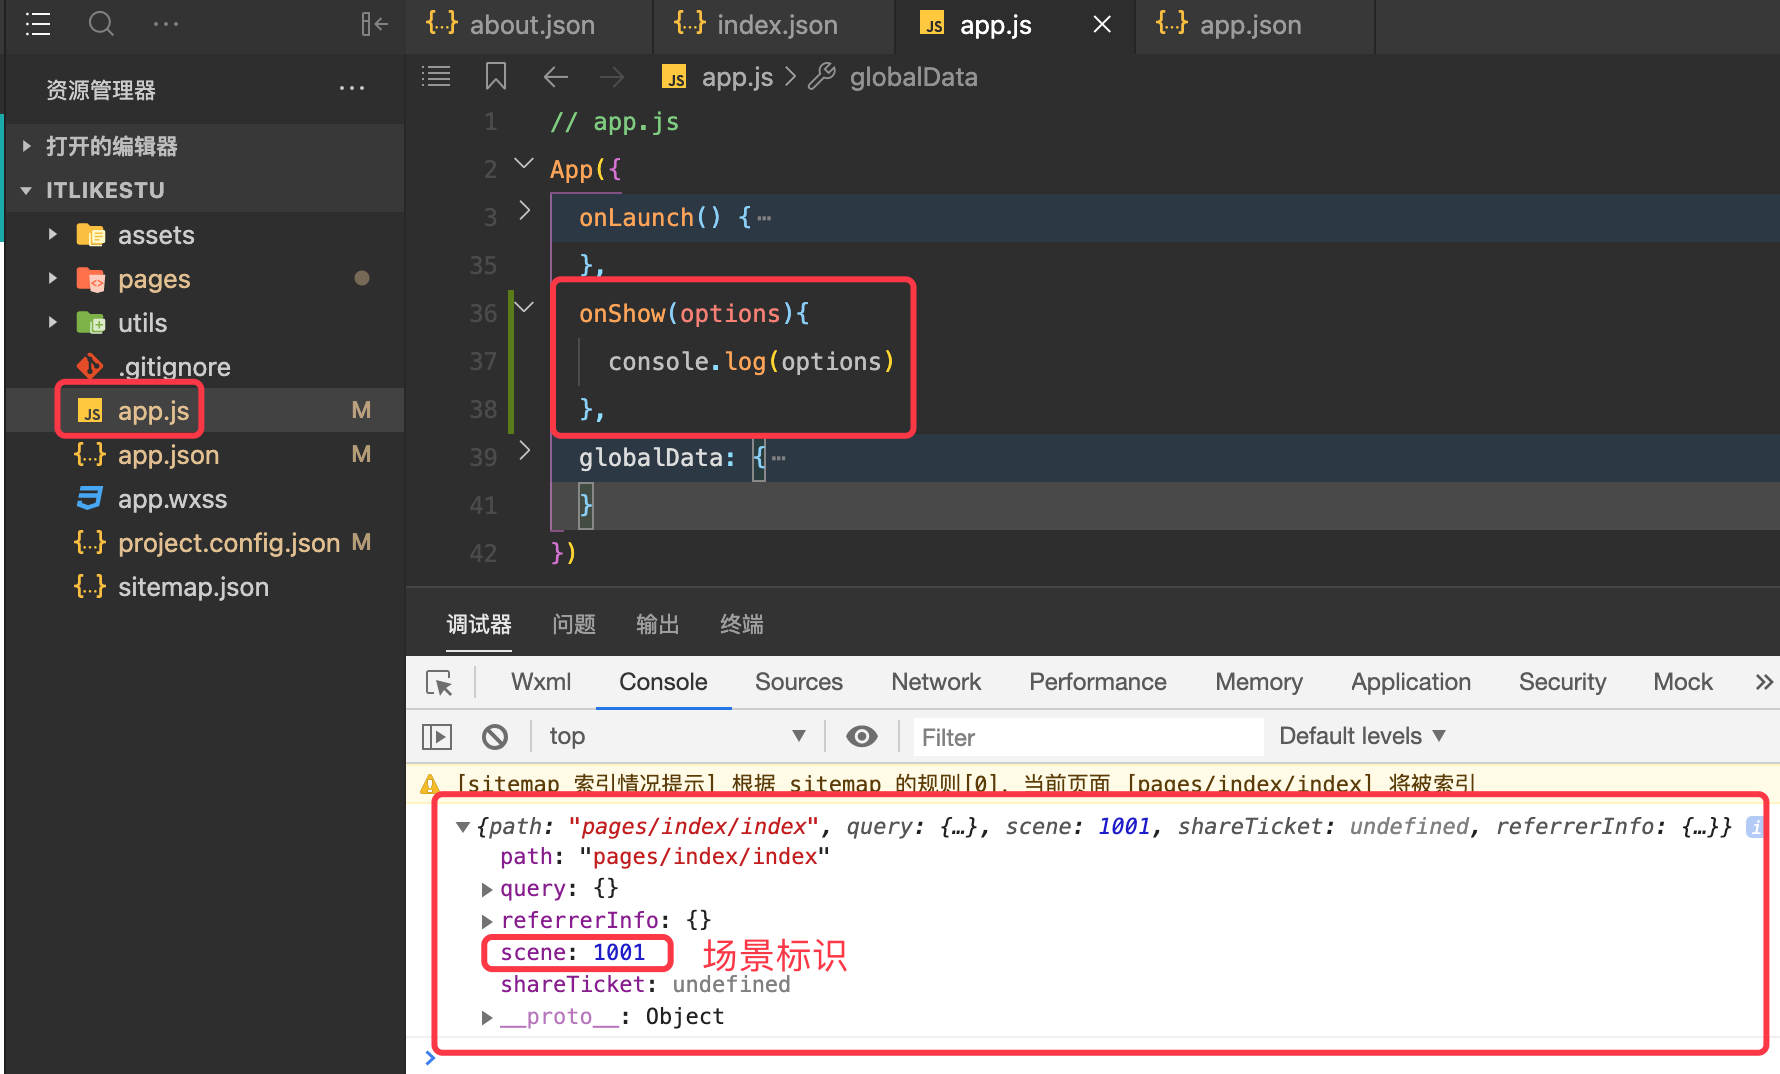 about.json
index.json
JS app.js
app.json
资源管理器
JS app.js > globalData
打开的编辑器
ITLIKESTU
assets
pages
utils
.gitignore
JS app.js M
{...} app.json M
app.wxss
{...} project.config.json M
{...} sitemap.json
1 // app.js
2 App({
3 onLaunch() {…
35 },
36 onShow(options){
37 console.log(options)
38 },
39 globalData: {…
41 }
42 })
调试器 问题 输出 终端
Wxml Console Sources Network Performance Memory Application Security Mock
top Filter Default levels
[sitemap 索引情况提示] 根据 sitemap 的规则[0]，当前页面 [pages/index/index] 将被索引
{path: "pages/index/index", query: {…}, scene: 1001, shareTicket: undefined, referrerInfo: {…}} i
path: "pages/index/index"
query: {}
referrerInfo: {}
scene: 1001 场景标识
shareTicket: undefined
__proto__: Object